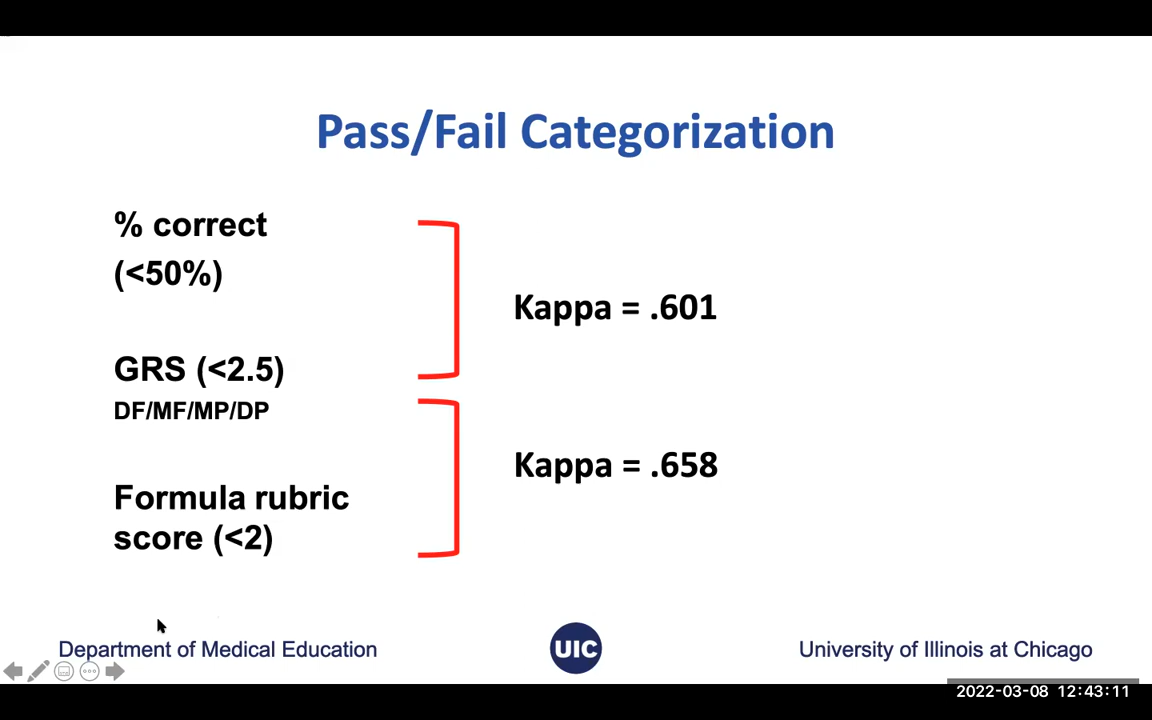 Pass/Fail Categorization
% correct
(<50%)
Kappa = .601
GRS (<2.5)
DF/MF/MP/DP
Kappa = .658
Formula rubric
score (<2)
Department of Medical Education
UIC
University of Illinois at Chicago
2022-03-08 12:43:11